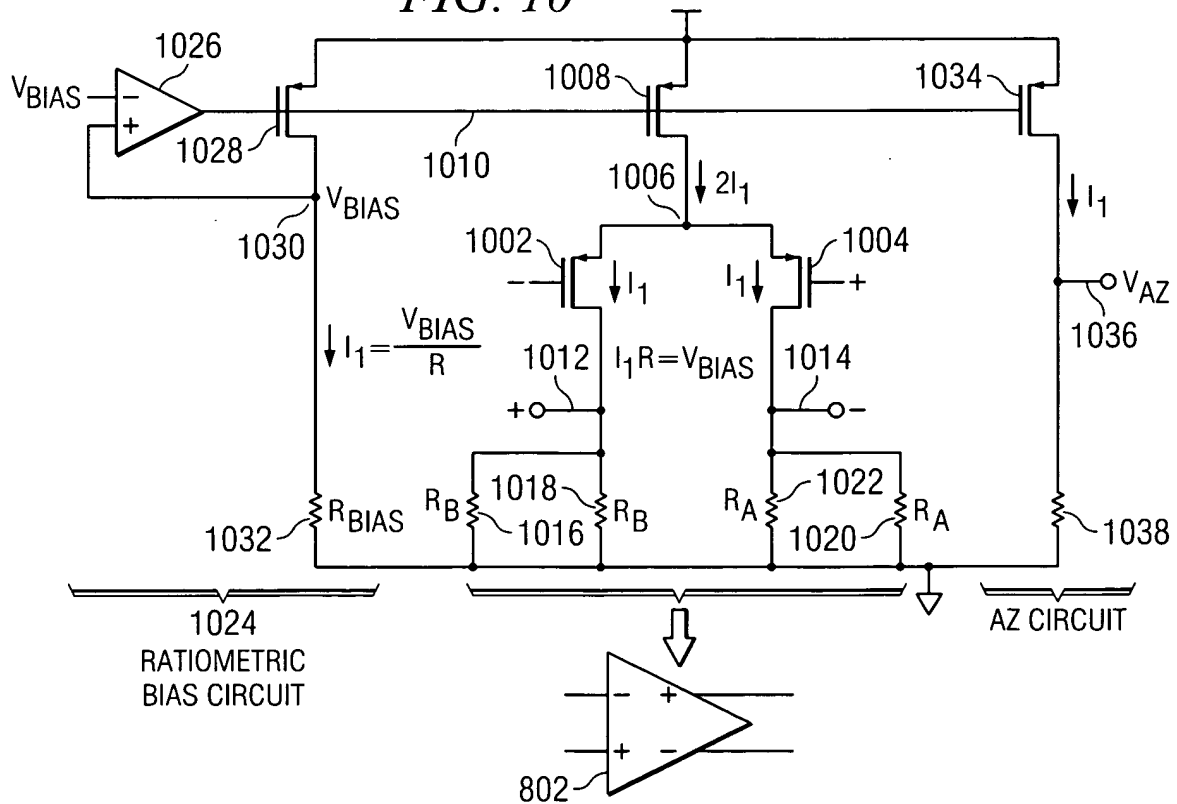 FIG. 10
1026
V_BIAS
−
+
1028
1010
1008
1034
1030
V_BIAS
1006
2I_1
I_1
1002
1004
−
I_1
I_1
+
V_AZ
1036
I_1 = V_BIAS / R
1012
I_1R=V_BIAS
1014
+
−
R_BIAS
1032
R_B
1016
1018
R_B
R_A
1022
1020
R_A
1038
1024
RATIOMETRIC
BIAS CIRCUIT
AZ CIRCUIT
− +
+ −
802